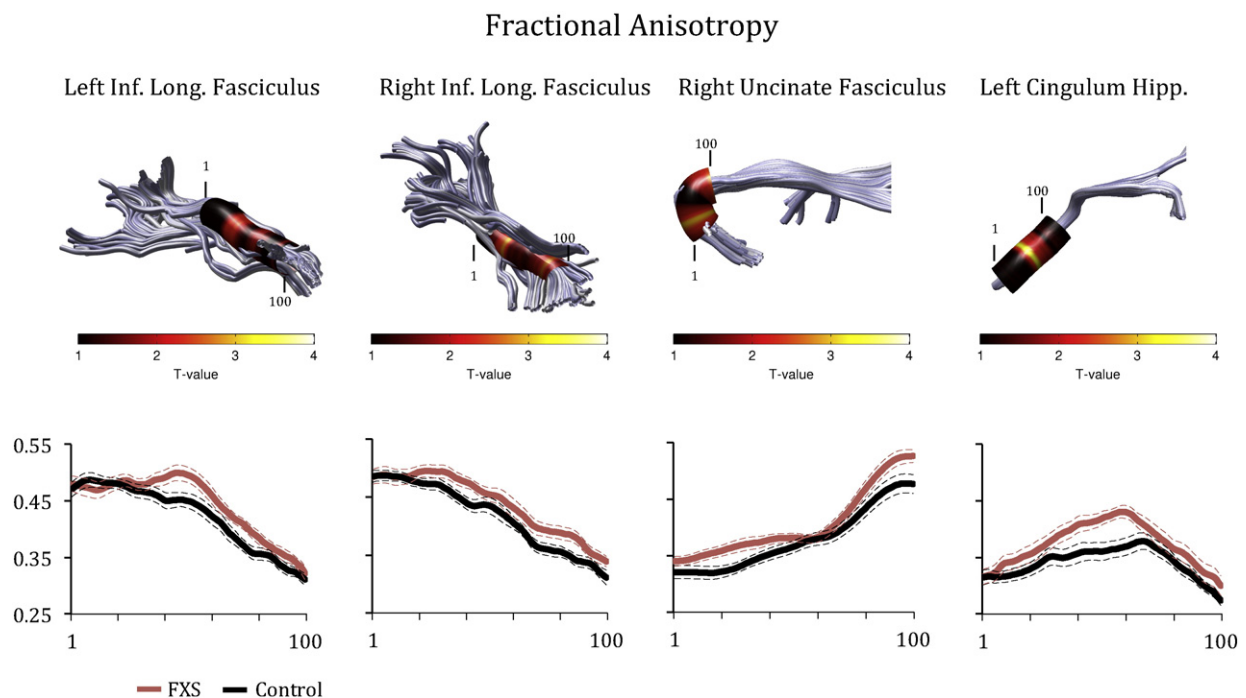 Fractional Anisotropy
Left Inf. Long. Fasciculus
Right Inf. Long. Fasciculus
Right Uncinate Fasciculus
Left Cingulum Hipp.
1
100
1
100
100
1
100
1
1 2 3 4
T-value
1 2 3 4
T-value
1 2 3 4
T-value
1 2 3 4
T-value
0.55
0.45
0.35
0.25
1 100
1 100
1 100
1 100
FXS Control